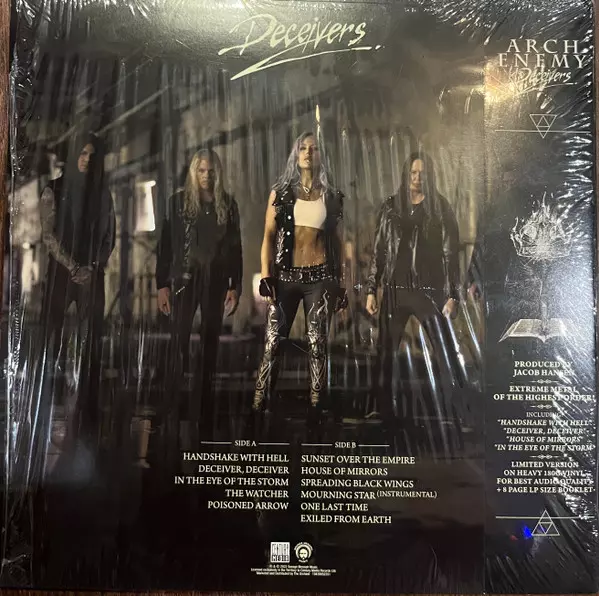 Deceivers
ARCH
ENEMY
Deceivers
SIDE A
HANDSHAKE WITH HELL
DECEIVER, DECEIVER
IN THE EYE OF THE STORM
THE WATCHER
POISONED ARROW
SIDE B
SUNSET OVER THE EMPIRE
HOUSE OF MIRRORS
SPREADING BLACK WINGS
MOURNING STAR (INSTRUMENTAL)
ONE LAST TIME
EXILED FROM EARTH
PRODUCED BY
JACOB HANSEN
EXTREME METAL
OF THE HIGHEST ORDER!
INCLUDING
"HANDSHAKE WITH HELL"
"DECEIVER, DECEIVER"
"HOUSE OF MIRRORS"
"IN THE EYE OF THE STORM"
LIMITED VERSION
ON HEAVY 180G VINYL
FOR BEST AUDIO QUALITY
+ 8 PAGE LP SIZE BOOKLET